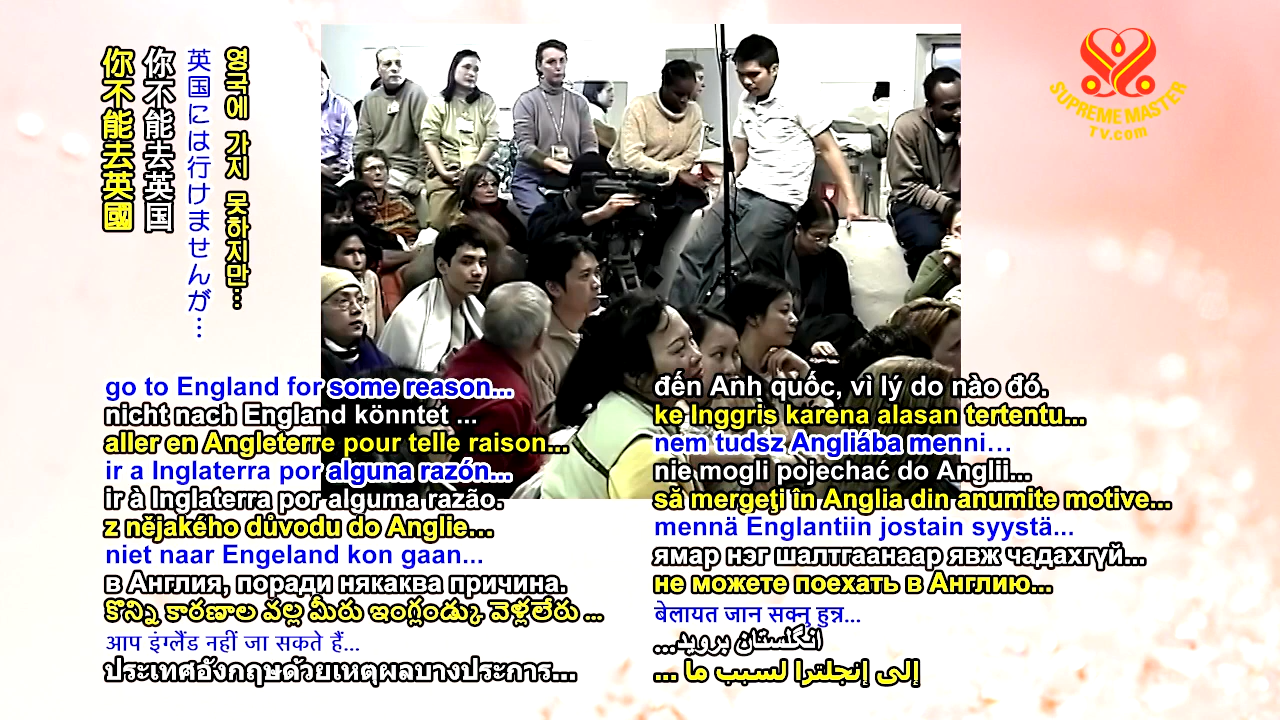 你不能去英國
你不能去英国
英国には行けませんが…
영국에 가지 못하지만…
SUPREME MASTER
TV.com
go to England for some reason...
nicht nach England könntet ...
aller en Angleterre pour telle raison...
ir a Inglaterra por alguna razón...
ir à Inglaterra por alguma razão.
z nějakého důvodu do Anglie...
niet naar Engeland kon gaan...
в Англия, поради някаква причина.
కొన్ని కారణాల వల్ల మీరు ఇంగ్లండ్కు వెళ్లలేరు ...
आप इंग्लैंड नहीं जा सकते हैं...
ประเทศอังกฤษด้วยเหตุผลบางประการ...
đến Anh quốc, vì lý do nào đó.
ke Inggris karena alasan tertentu...
nem tudsz Angliába menni…
nie mogli pojechać do Anglii...
să mergeţi în Anglia din anumite motive...
mennä Englantiin jostain syystä...
ямар нэг шалтгаанаар явж чадахгүй...
не можете поехать в Англию...
बेलायत जान सक्नु हुन्न...
انگلستان بروید...
إلى إنجلترا لسبب ما ...